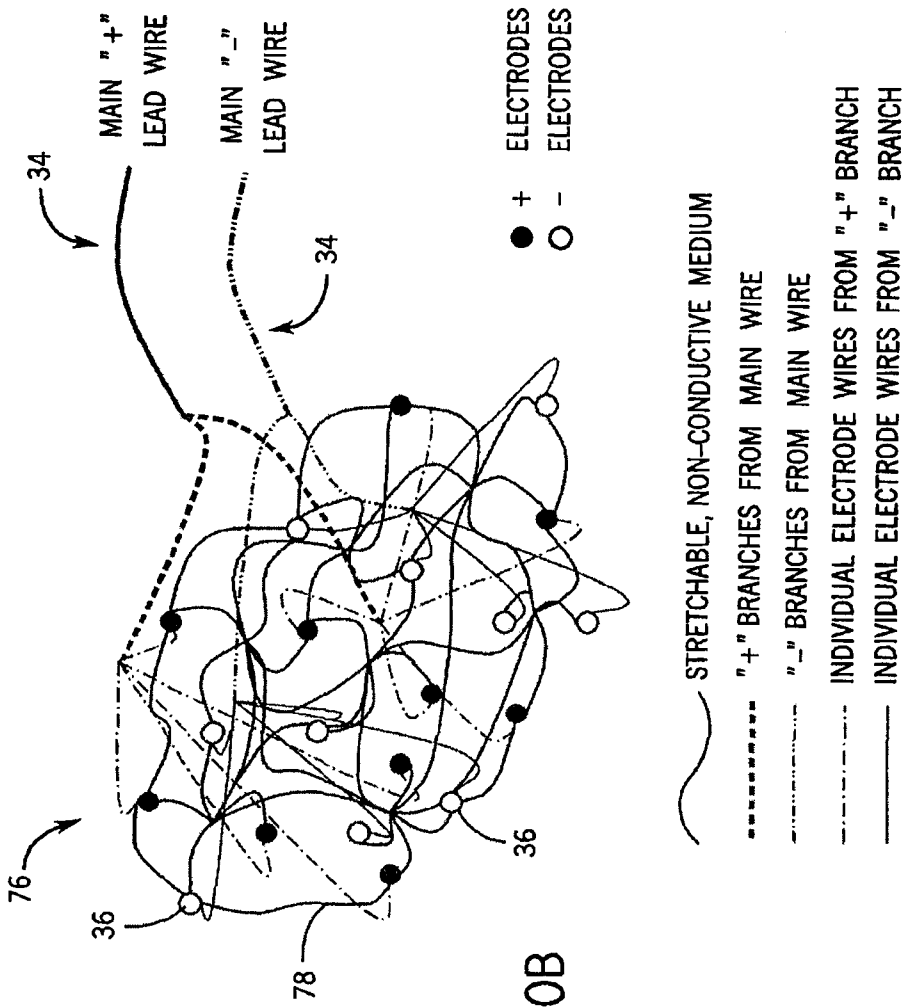 76
36
78
36
34
34
MAIN "+"
LEAD WIRE
MAIN "-"
LEAD WIRE
+ ELECTRODES
- ELECTRODES
STRETCHABLE, NON-CONDUCTIVE MEDIUM
"+" BRANCHES FROM MAIN WIRE
"-" BRANCHES FROM MAIN WIRE
INDIVIDUAL ELECTRODE WIRES FROM "+" BRANCH
INDIVIDUAL ELECTRODE WIRES FROM "-" BRANCH
0B